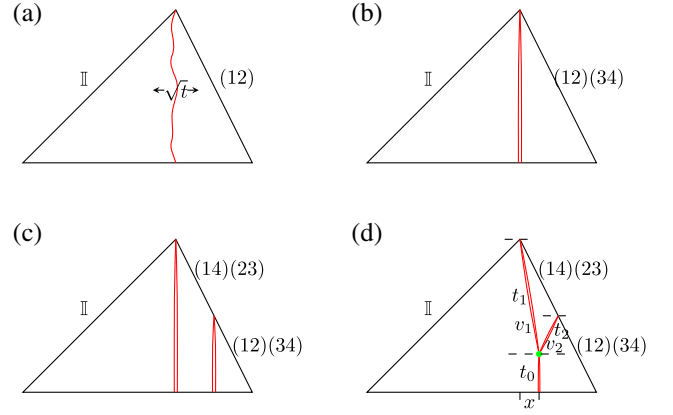 (a)
𝕀
√t
(12)
(b)
𝕀
(12)(34)
(c)
𝕀
(14)(23)
(12)(34)
(d)
𝕀
(14)(23)
t₁
v₁
t₂
v₂
(12)(34)
t₀
x